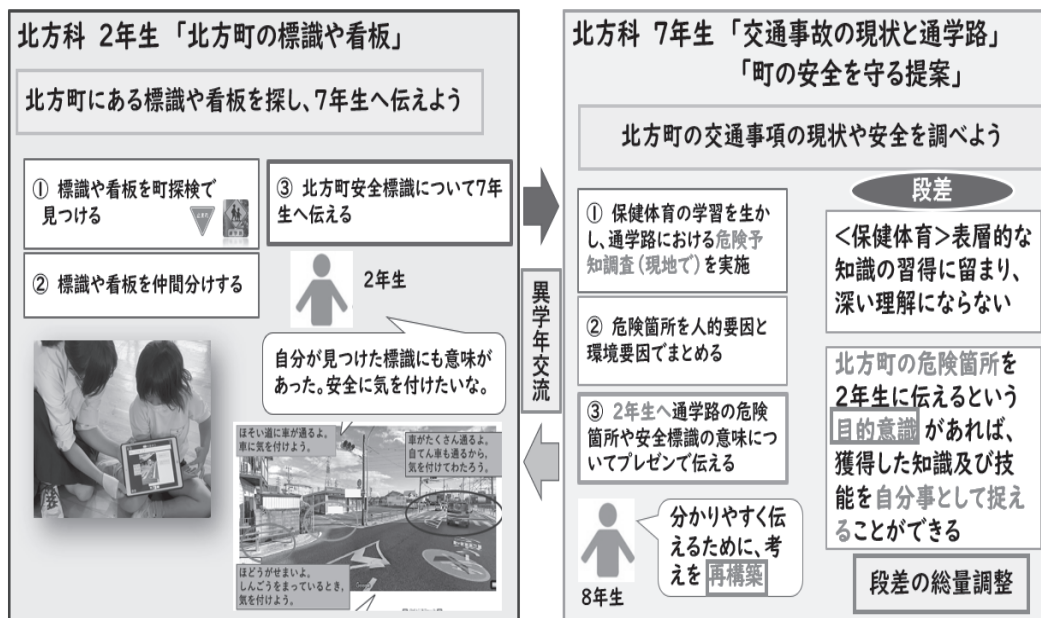 北方科 2年生「北方町の標識や看板」
北方町にある標識や看板を探し、7年生へ伝えよう
① 標識や看板を町探検で
見つける
② 標識や看板を仲間分けする
③ 北方町安全標識について7年
生へ伝える
2年生
自分が見つけた標識にも意味が
あった。安全に気を付けたいな。
ほそい道に車が通るよ。
車に気を付けよう。
車がたくさん通るよ。
自てん車も通るから、
気を付けてわたろう。
ほどうがせまいよ。
しんごうをまっているとき、
気を付けよう。
異学年交流
北方科 7年生「交通事故の現状と通学路」
「町の安全を守る提案」
北方町の交通事項の現状や安全を調べよう
① 保健体育の学習を生か
し、通学路における危険予
知調査(現地で)を実施
② 危険箇所を人的要因と
環境要因でまとめる
③ 2年生へ通学路の危険
箇所や安全標識の意味につ
いてプレゼンで伝える
8年生
分かりやすく伝
えるために、考
えを再構築
段差
<保健体育>表層的な
知識の習得に留まり、
深い理解にならない
北方町の危険箇所を
2年生に伝えるという
目的意識があれば、
獲得した知識及び技
能を自分事として捉え
ることができる
段差の総量調整